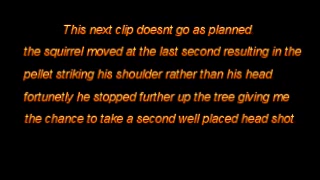 This next clip doesnt go as planned
the squirrel moved at the last second resulting in the
pellet striking his shoulder rather than his head
fortunetly he stopped further up the tree giving me
the chance to take a second well placed head shot